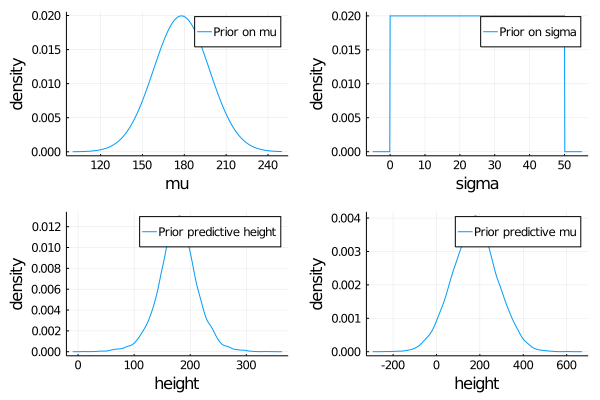 0.020
0.015
0.010
0.005
0.000
density
Prior on mu
120 150 180 210 240
mu
0.020
0.015
0.010
0.005
0.000
density
Prior on sigma
0 10 20 30 40 50
sigma
0.012
0.010
0.008
0.006
0.004
0.002
0.000
density
Prior predictive height
0 100 200 300
height
0.004
0.003
0.002
0.001
0.000
density
Prior predictive mu
-200 0 200 400 600
height